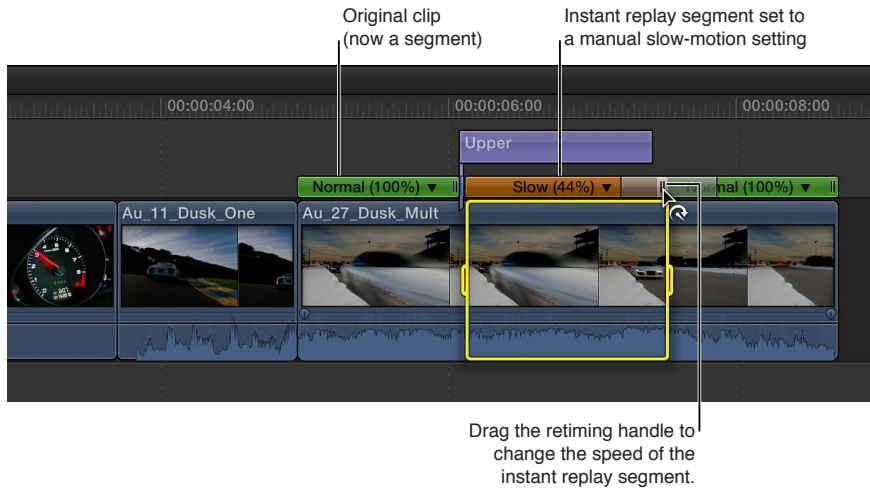 Original clip
(now a segment)
Instant replay segment set to
a manual slow-motion setting
00:00:04:00
00:00:06:00
00:00:08:00
Upper
Normal (100%)
Slow (44%)
Normal (100%)
Au_11_Dusk_One
Au_27_Dusk_Mult
Drag the retiming handle to
change the speed of the
instant replay segment.